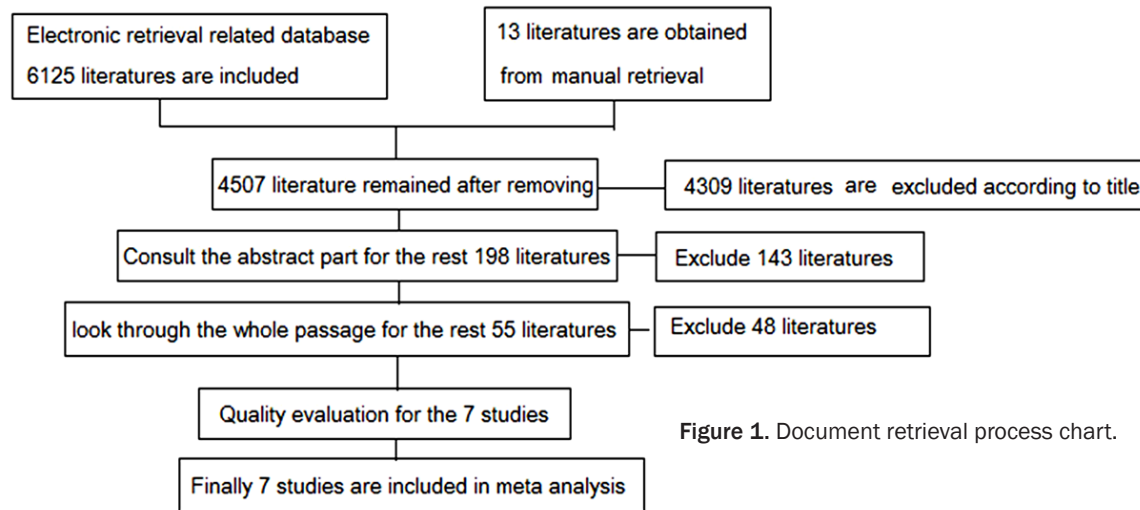 Electronic retrieval related database
6125 literatures are included
13 literatures are obtained
from manual retrieval
4507 literature remained after removing
4309 literatures are excluded according to title
Consult the abstract part for the rest 198 literatures
Exclude 143 literatures
look through the whole passage for the rest 55 literatures
Exclude 48 literatures
Quality evaluation for the 7 studies
Figure 1. Document retrieval process chart.
Finally 7 studies are included in meta analysis